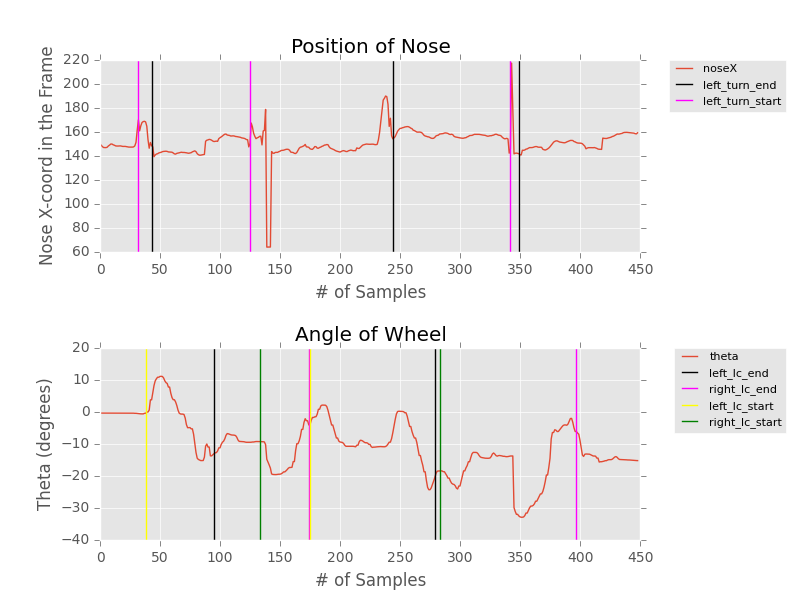 Position of Nose
220
200
180
160
140
120
100
80
60
Nose X-coord in the Frame
0 50 100 150 200 250 300 350 400 450
# of Samples
noseX
left_turn_end
left_turn_start
Angle of Wheel
20
10
0
−10
−20
−30
−40
Theta (degrees)
0 50 100 150 200 250 300 350 400 450
# of Samples
theta
left_lc_end
right_lc_end
left_lc_start
right_lc_start